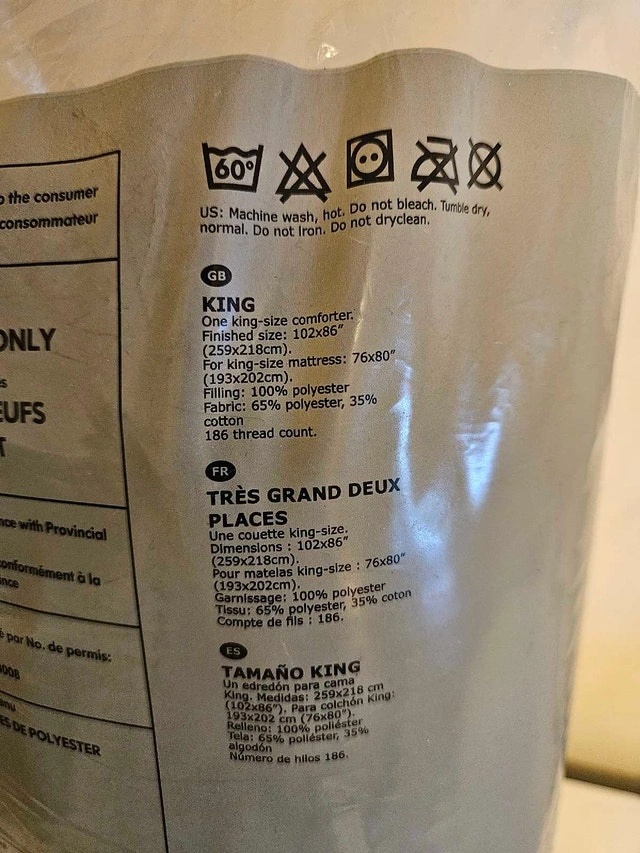 o the consumer
consommateur
ONLY
EUFS
T
nce with Provincial
conformément à la
ince
é par No. de permis:
ES DE POLYESTER
60°
US: Machine wash, hot. Do not bleach. Tumble dry,
normal. Do not Iron. Do not dryclean.
GB
KING
One king-size comforter.
Finished size: 102x86”
(259x218cm).
For king-size mattress: 76x80”
(193x202cm).
Filling: 100% polyester
Fabric: 65% polyester, 35%
cotton
186 thread count.
FR
TRÈS GRAND DEUX
PLACES
Une couette king-size.
Dimensions : 102x86”
(259x218cm).
Pour matelas king-size : 76x80”
(193x202cm).
Garnissage: 100% polyester
Tissu: 65% polyester, 35% coton
Compte de fils : 186.
ES
TAMAÑO KING
Un edredón para cama
King. Medidas: 259x218 cm
(102x86”). Para colchón King:
193x202 cm (76x80”).
Relleno: 100% poliéster
Tela: 65% poliéster, 35%
algodón
Número de hilos 186.